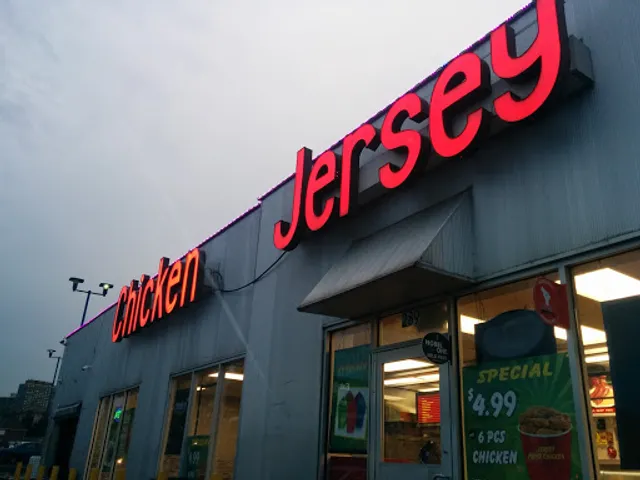 Chicken
Jersey
SPECIAL
$4.99
6 PCS
CHICKEN